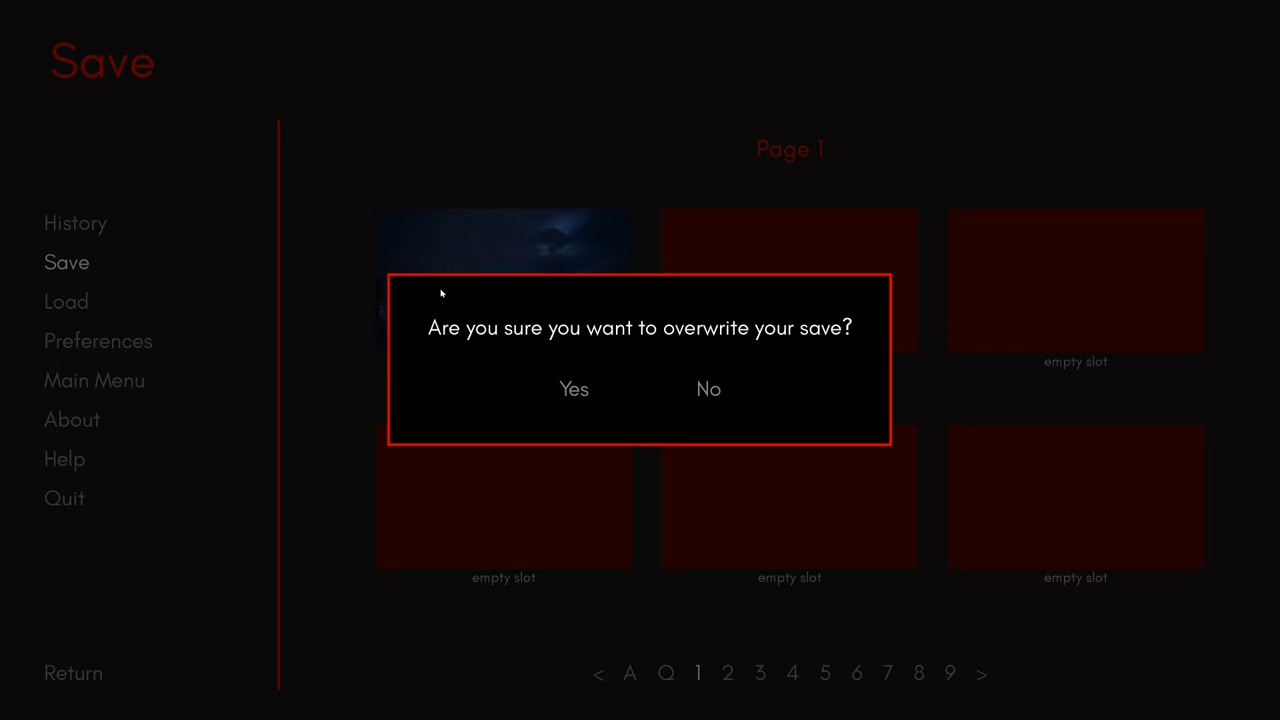 Save
Page 1
History
Save
Load
Preferences
Main Menu
About
Help
Quit
Return
Are you sure you want to overwrite your save?
Yes No
empty slot
empty slot empty slot empty slot
< A Q 1 2 3 4 5 6 7 8 9 >